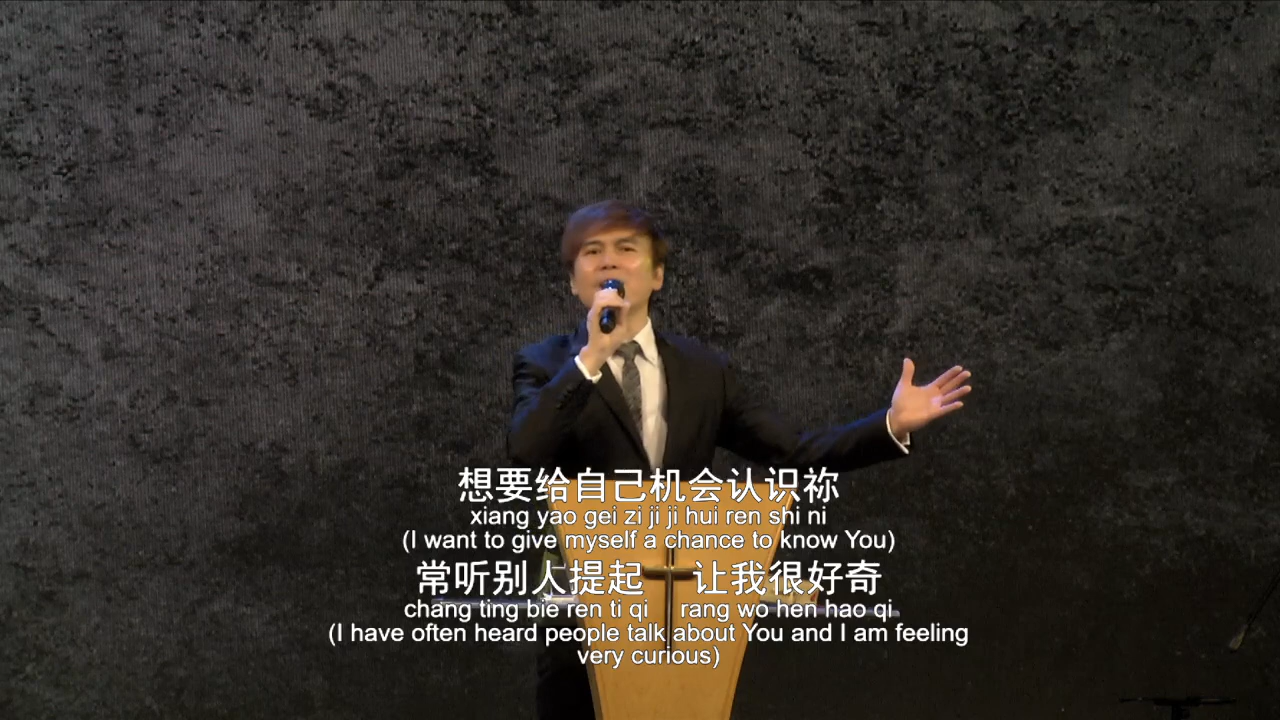 想要给自己机会认识祢
xiang yao gei zi ji ji hui ren shi ni
(I want to give myself a chance to know You)
常听别人提起 让我很好奇
chang ting bie ren ti qi rang wo hen hao qi
(I have often heard people talk about You and I am feeling
very curious)